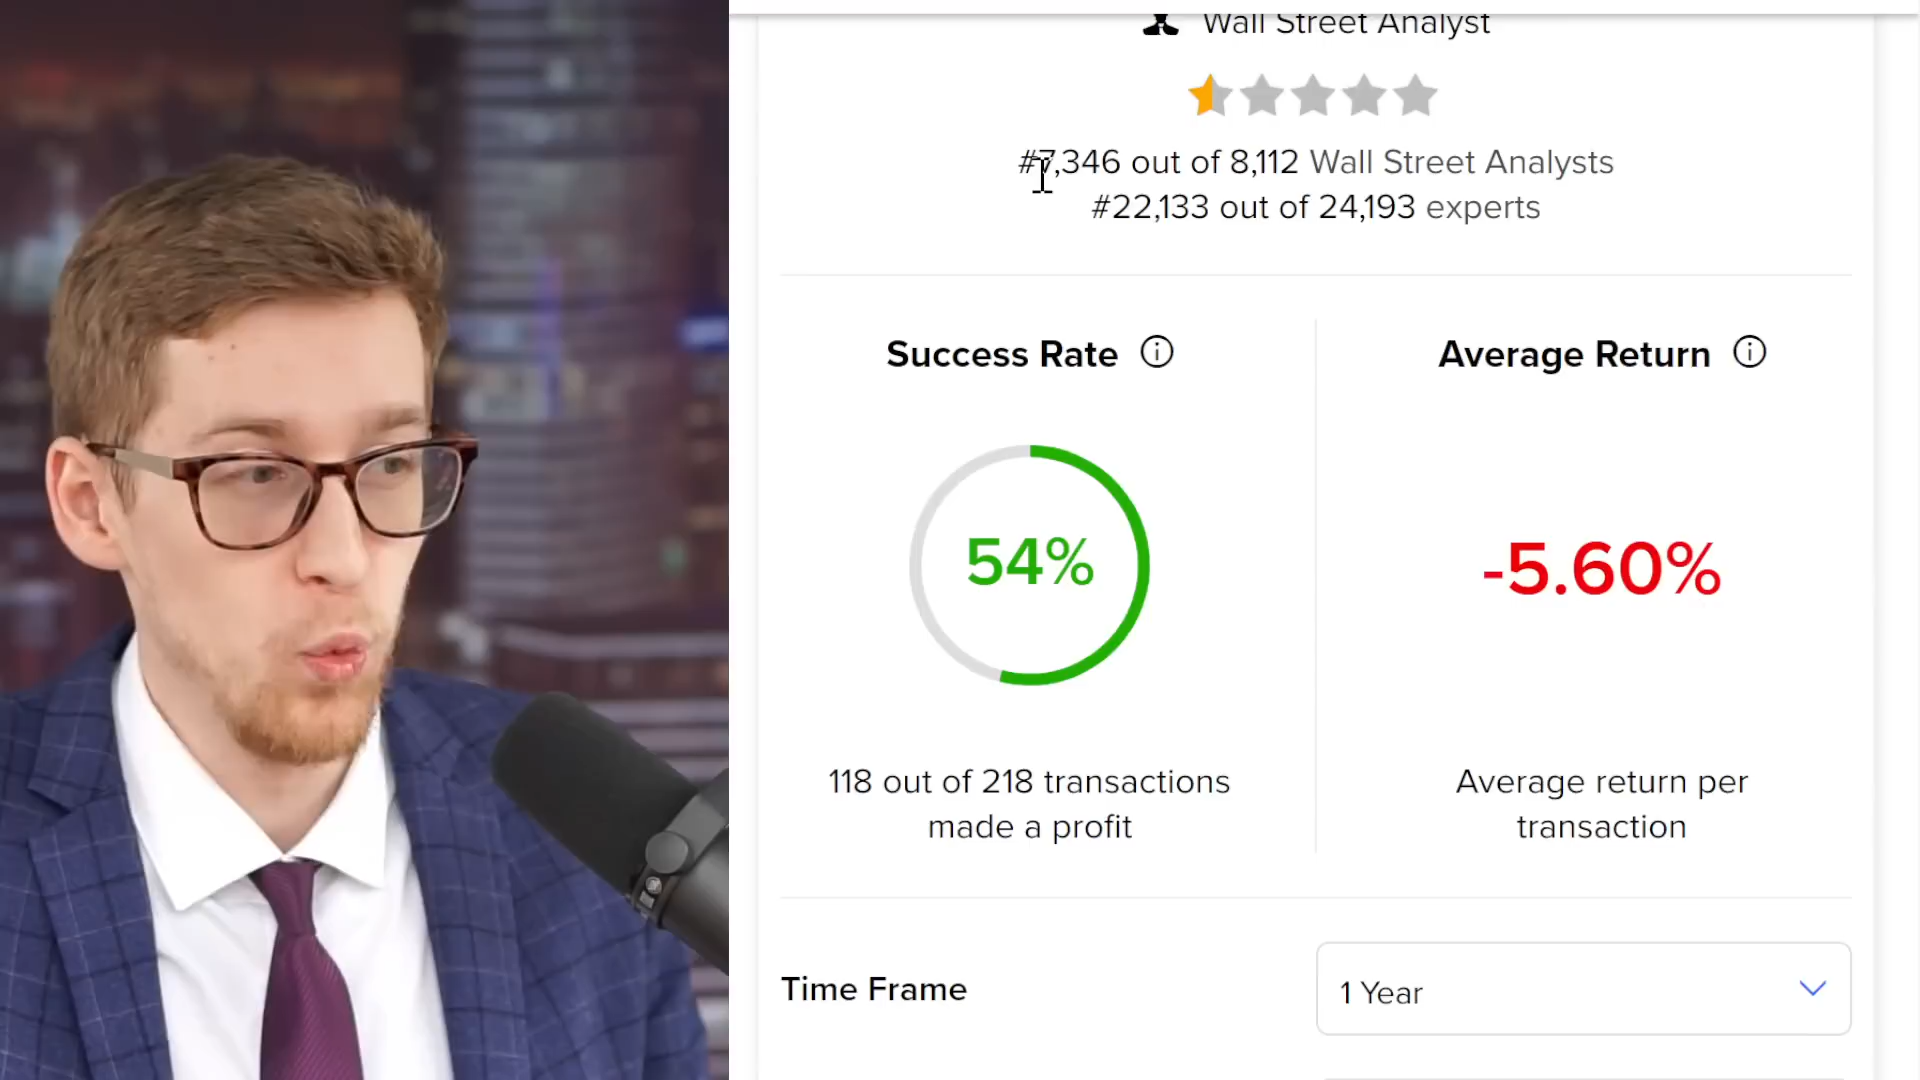 Wall Street Analyst
#7,346 out of 8,112 Wall Street Analysts
#22,133 out of 24,193 experts
Success Rate
Average Return
54%
-5.60%
118 out of 218 transactions
made a profit
Average return per
transaction
Time Frame
1 Year